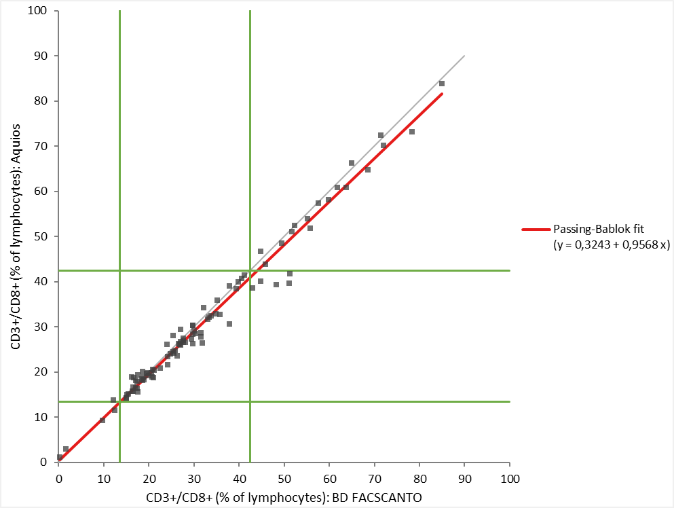 100
90
80
70
60
50
40
30
20
10
0
CD3+/CD8+ (% of lymphocytes): Aquios
0 10 20 30 40 50 60 70 80 90 100
CD3+/CD8+ (% of lymphocytes): BD FACSCANTO
Passing-Bablok fit
(y = 0,3243 + 0,9568 x)